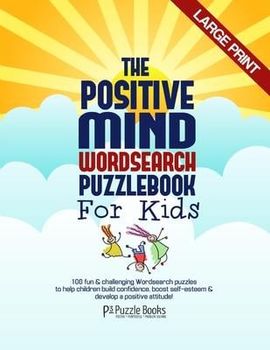 LARGE PRINT
THE
POSITIVE
MIND
WORDSEARCH
PUZZLEBOOK
For Kids
100 fun & challenging Wordsearch puzzles
to help children build confidence, boost self-esteem &
develop a positive attitude!
Puzzle Books